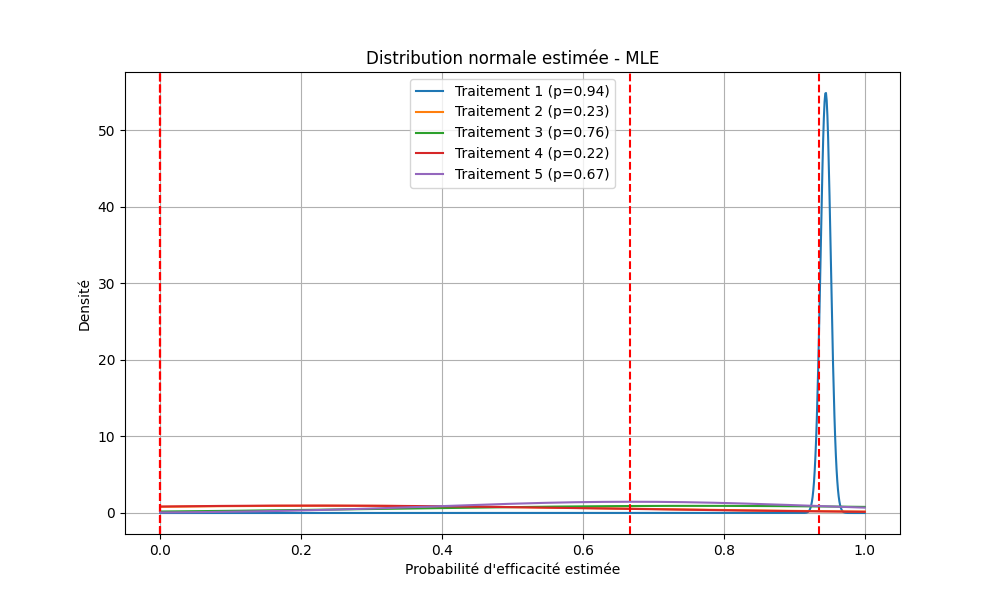 Distribution normale estimée - MLE
Traitement 1 (p=0.94)
Traitement 2 (p=0.23)
Traitement 3 (p=0.76)
Traitement 4 (p=0.22)
Traitement 5 (p=0.67)
Densité
50
40
30
20
10
0
0.0 0.2 0.4 0.6 0.8 1.0
Probabilité d'efficacité estimée